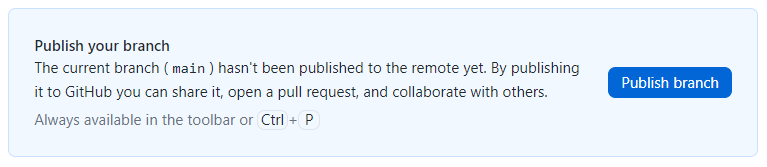 Publish your branch
The current branch ( main ) hasn't been published to the remote yet. By publishing
it to GitHub you can share it, open a pull request, and collaborate with others.
Always available in the toolbar or Ctrl + P
Publish branch